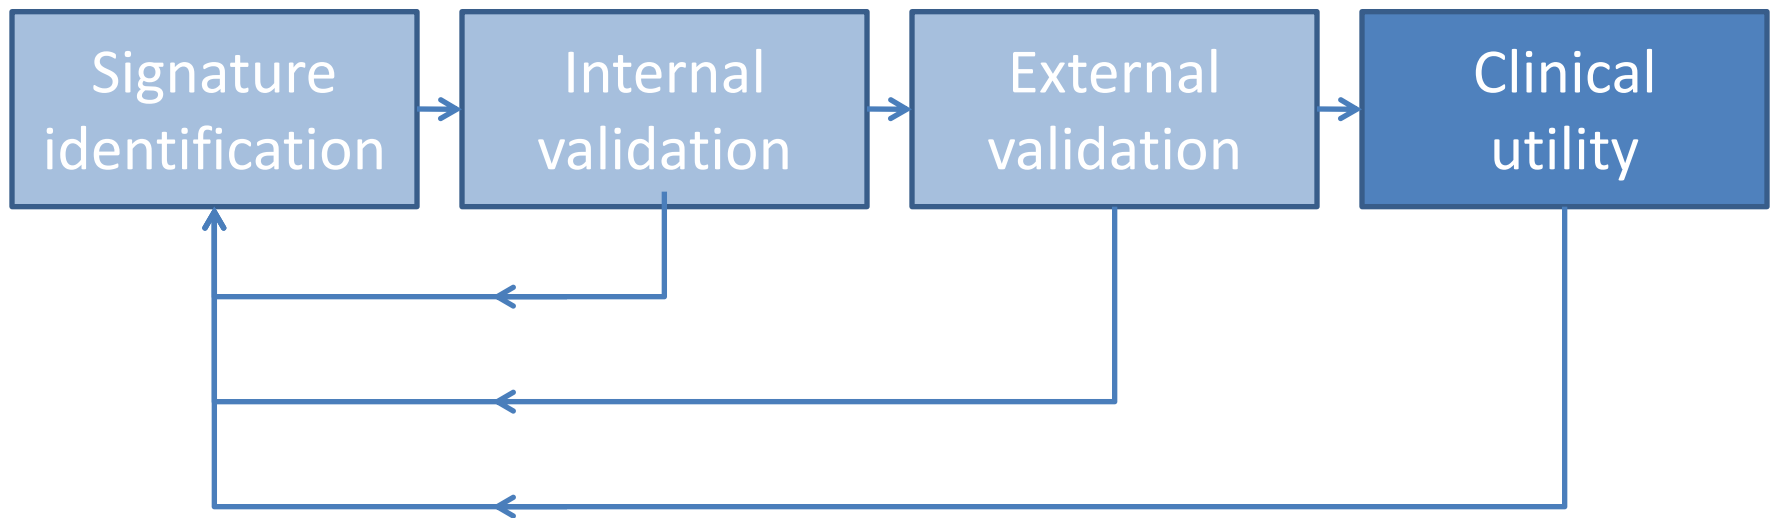 Signature
identification
Internal
validation
External
validation
Clinical
utility